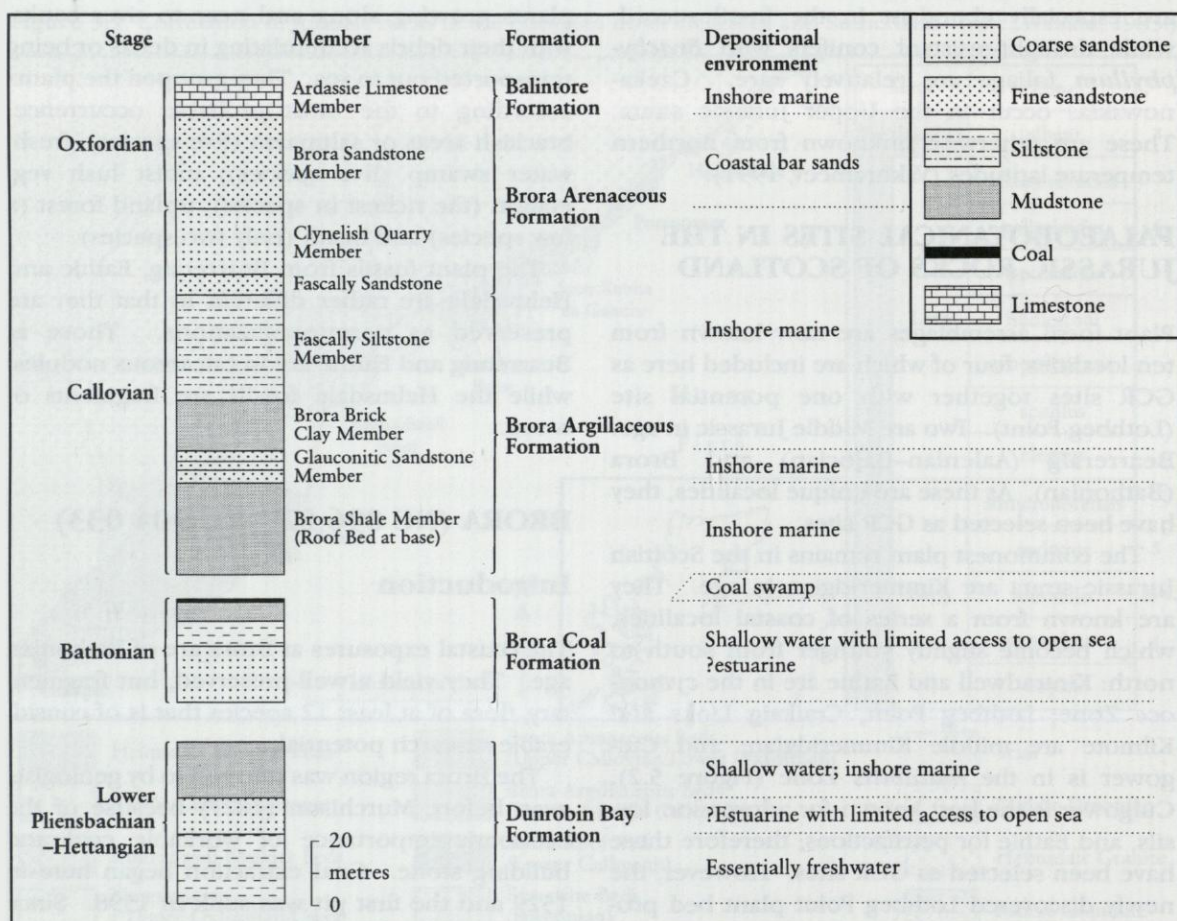 Stage
Member
Formation
Depositional
environment
Oxfordian
Callovian
Bathonian
Lower
Pliensbachian
–Hettangian
Ardassie Limestone
Member
Brora Sandstone
Member
Clynelish Quarry
Member
Fascally Sandstone
Fascally Siltstone
Member
Brora Brick
Clay Member
Glauconitic Sandstone
Member
Brora Shale Member
(Roof Bed at base)
20
metres
0
Balintore
Formation
Brora Arenaceous
Formation
Brora Argillaceous
Formation
Brora Coal
Formation
Dunrobin Bay
Formation
Inshore marine
Coastal bar sands
Inshore marine
Inshore marine
Inshore marine
Coal swamp
Shallow water with limited access to open sea
?estuarine
Shallow water; inshore marine
?Estuarine with limited access to open sea
Essentially freshwater
Coarse sandstone
Fine sandstone
Siltstone
Mudstone
Coal
Limestone